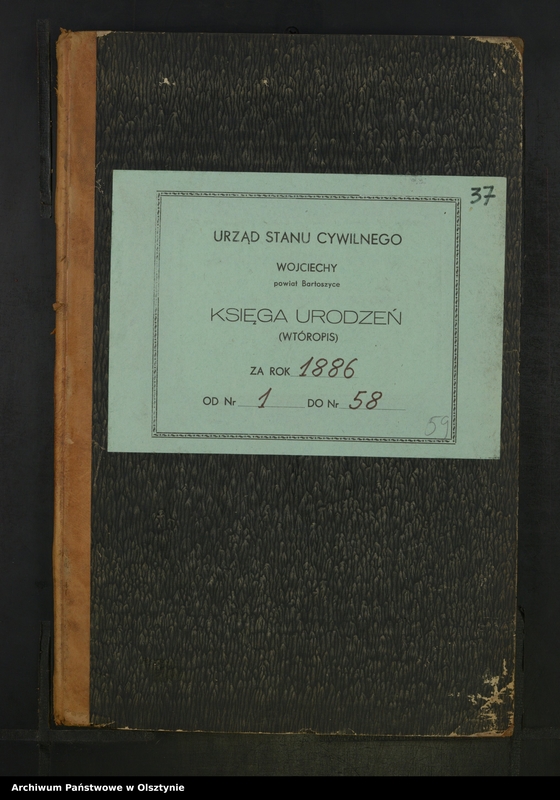 37
URZĄD STANU CYWILNEGO
WOJCIECHY
powiat Bartoszyce
KSIĘGA URODZEŃ
(WTÓROPIS)
ZA ROK 1886
OD Nr 1 DO Nr 58
59
Archiwum Państwowe w Olsztynie